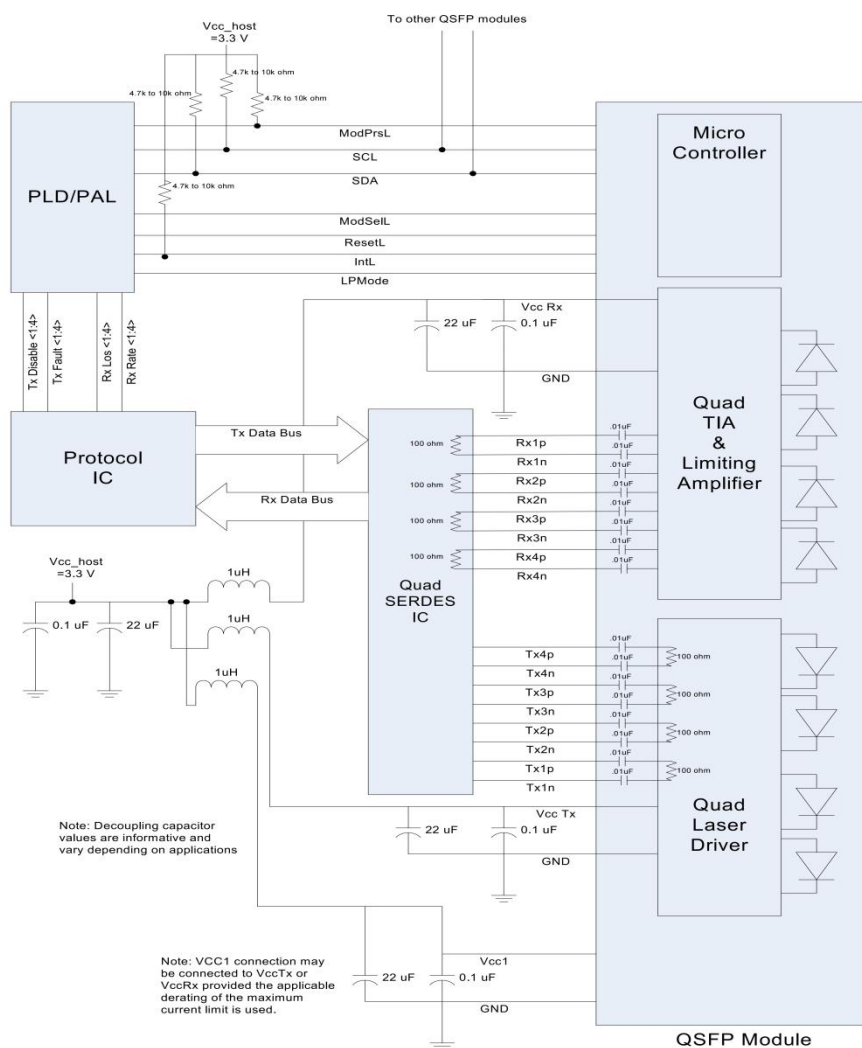 To other QSFP modules
Vcc_host
=3.3 V
4.7k to 10k ohm
4.7k to 10k ohm
4.7k to 10k ohm
4.7k to 10k ohm
PLD/PAL
ModPrsL
SCL
SDA
ModSelL
ResetL
IntL
LPMode
Micro
Controller
Tx Disable <1:4>
Tx Fault <1:4>
Rx Los <1:4>
Rx Rate <1:4>
Vcc Rx
22 uF
0.1 uF
GND
Quad
TIA
&
Limiting
Amplifier
Protocol
IC
Tx Data Bus
Rx Data Bus
100 ohm
100 ohm
100 ohm
100 ohm
Rx1p
Rx1n
Rx2p
Rx2n
Rx3p
Rx3n
Rx4p
Rx4n
.01uF
.01uF
.01uF
.01uF
.01uF
.01uF
.01uF
.01uF
Quad
SERDES
IC
Vcc_host
=3.3 V
0.1 uF
22 uF
1uH
1uH
1uH
Tx4p
Tx4n
Tx3p
Tx3n
Tx2p
Tx2n
Tx1p
Tx1n
.01uF
.01uF
.01uF
.01uF
.01uF
.01uF
.01uF
.01uF
100 ohm
100 ohm
100 ohm
100 ohm
Quad
Laser
Driver
Vcc Tx
22 uF
0.1 uF
GND
Note: Decoupling capacitor
values are informative and
vary depending on applications
Note: VCC1 connection may
be connected to VccTx or
VccRx provided the applicable
derating of the maximum
current limit is used.
Vcc1
22 uF
0.1 uF
GND
QSFP Module